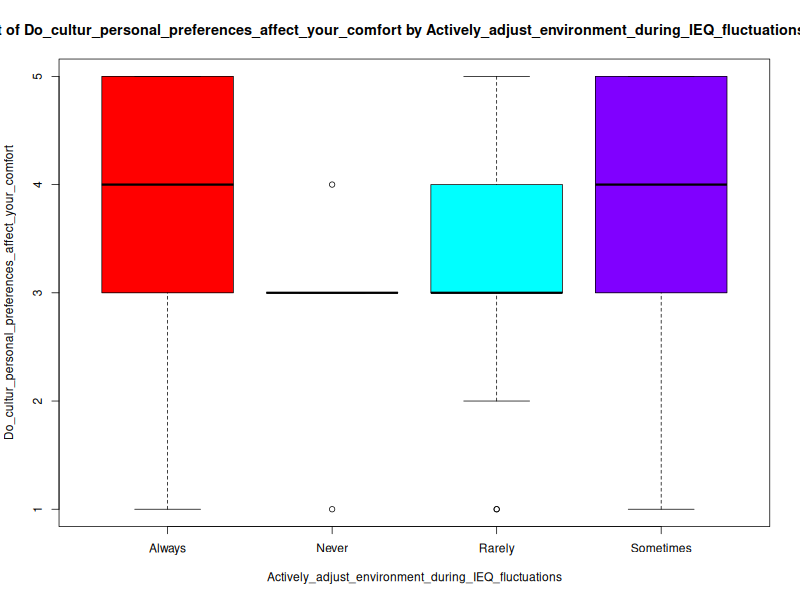 of Do_cultur_personal_preferences_affect_your_comfort by Actively_adjust_environment_during_IEQ_fluctuations
Do_cultur_personal_preferences_affect_your_comfort
5
4
3
2
1
Always Never Rarely Sometimes
Actively_adjust_environment_during_IEQ_fluctuations